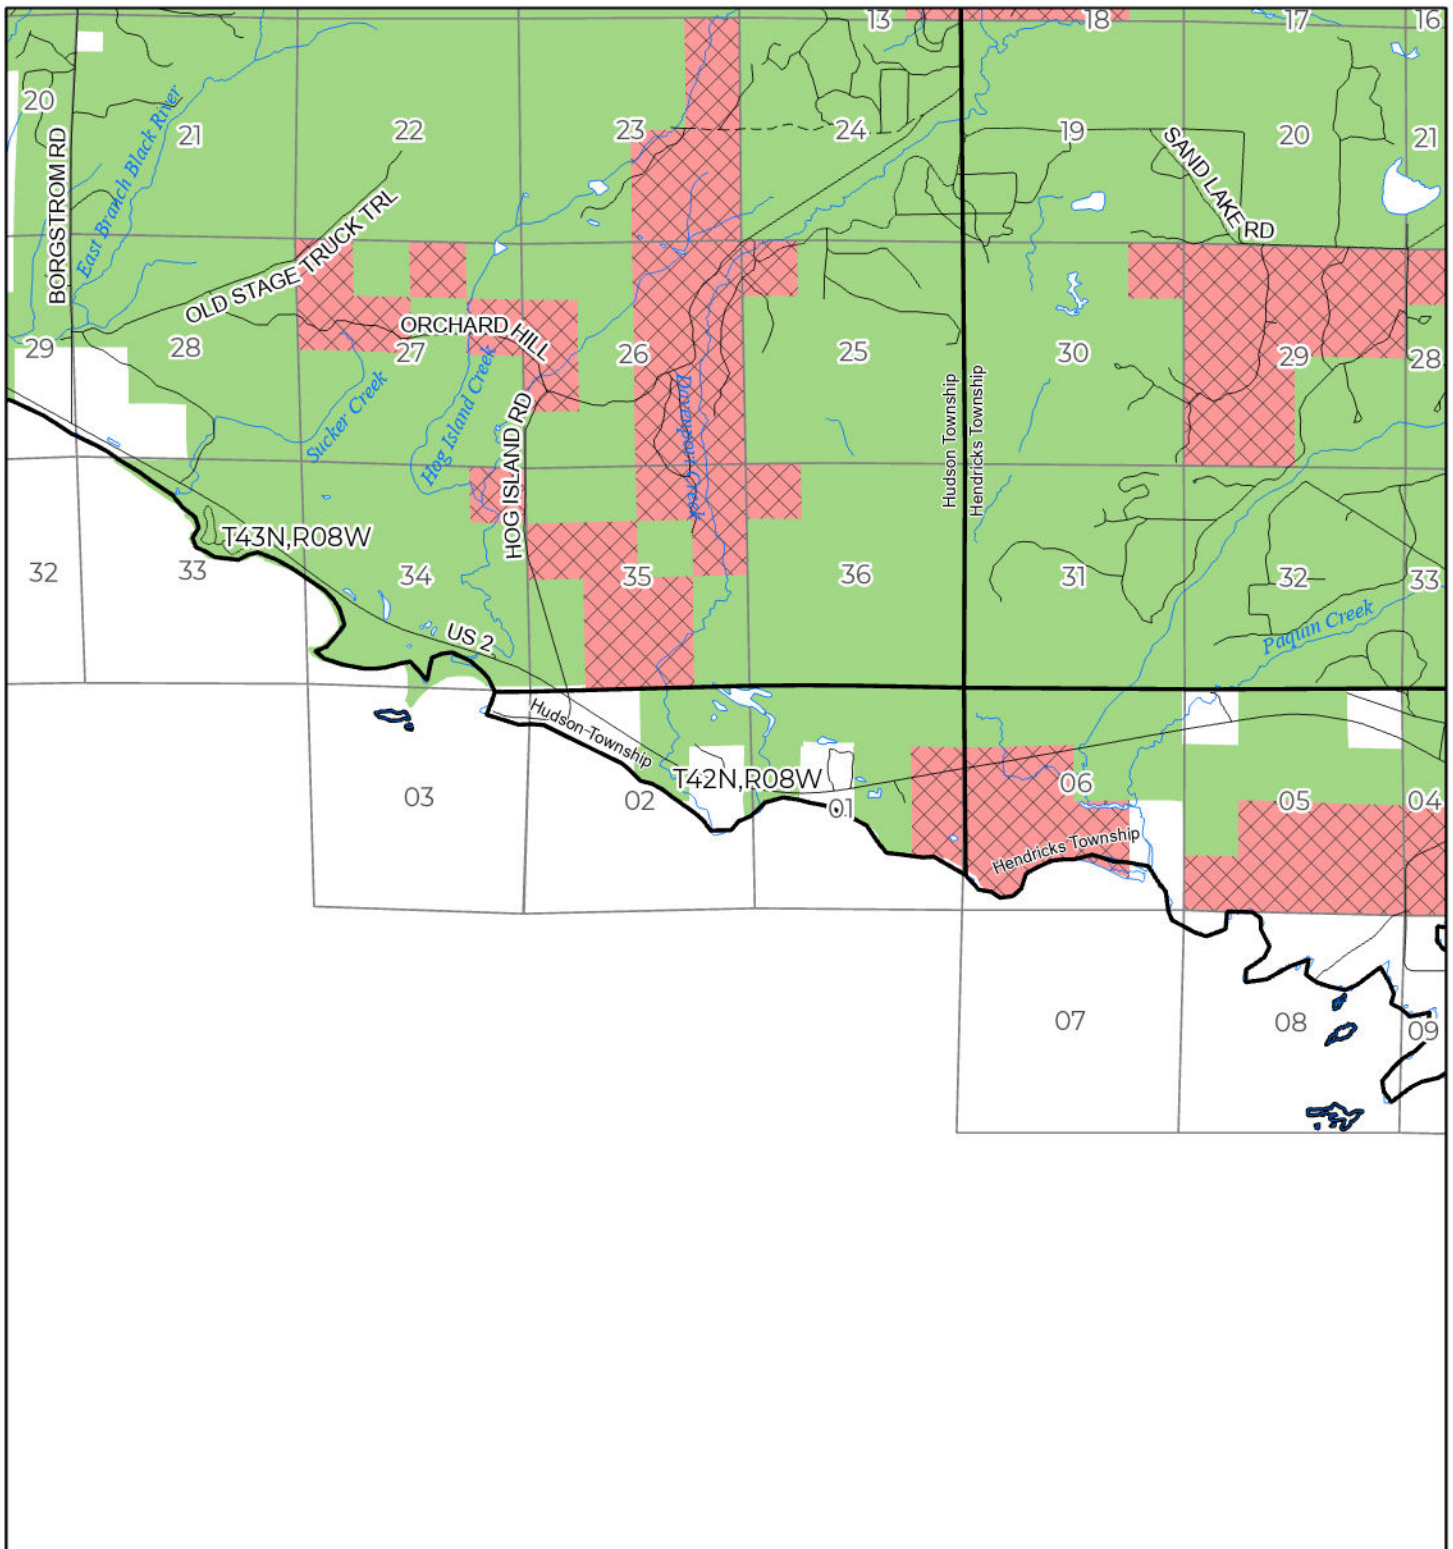 13
18
17
16
20
21
22
23
24
19
20
21
BORGSTROM RD
East Branch Black River
OLD STAGE TRUCK TRL
SAND LAKE RD
29
28
ORCHARD HILL
27
26
25
30
29
28
Sucker Creek
Hog Island Creek
HOG ISLAND RD
Davenport Creek
Hudson Township
Hendricks Township
T43N,R08W
32
33
34
35
36
31
32
33
US 2
Paquin Creek
Hudson Township
T42N,R08W
03
02
01
06
05
04
Hendricks Township
07
08
09